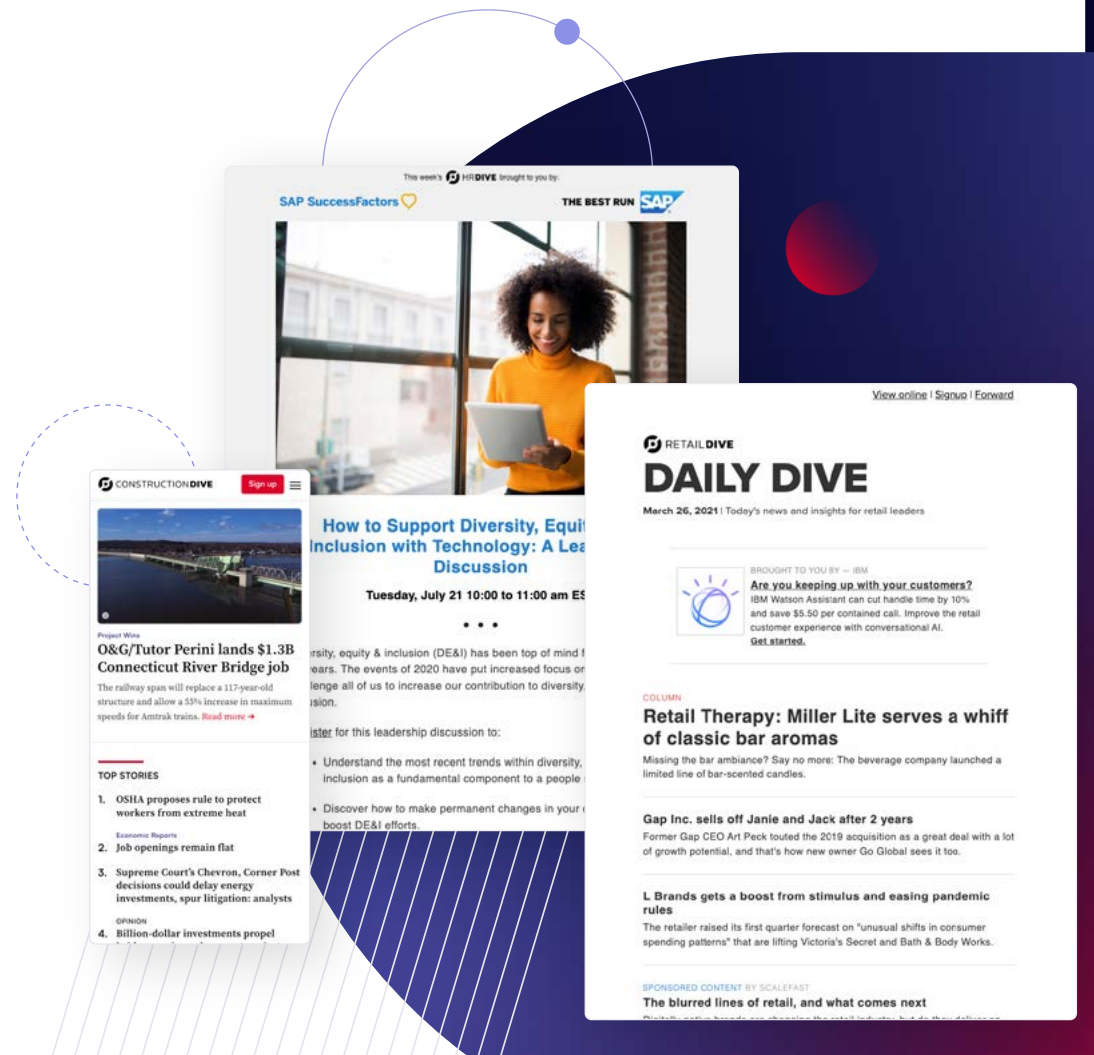 This week's HRDIVE brought to you by:
SAP SuccessFactors
THE BEST RUN SAP
How to Support Diversity, Equit
Inclusion with Technology: A Lea
Discussion
Tuesday, July 21 10:00 to 11:00 am ES
• • •
rsity, equity & inclusion (DE&I) has been top of mind
ears. The events of 2020 have put increased focus
lenge all of us to increase our contribution to diversity,
sion.
ister for this leadership discussion to:
• Understand the most recent trends within diversity,
inclusion as a fundamental component to a people
• Discover how to make permanent changes in your
boost DE&I efforts.
CONSTRUCTIONDIVE
Sign up
Project Wins
O&G/Tutor Perini lands $1.3B
Connecticut River Bridge job
The railway span will replace a 117-year-old
structure and allow a 55% increase in maximum
speeds for Amtrak trains. Read more →
TOP STORIES
1. OSHA proposes rule to protect
workers from extreme heat
Economic Reports
2. Job openings remain flat
3. Supreme Court's Chevron, Corner Post
decisions could delay energy
investments, spur litigation: analysts
OPINION
4. Billion-dollar investments propel
View online | Signup | Forward
RETAILDIVE
DAILY DIVE
March 26, 2021 | Today's news and insights for retail leaders
BROUGHT TO YOU BY — IBM
Are you keeping up with your customers?
IBM Watson Assistant can cut handle time by 10%
and save $5.50 per contained call. Improve the retail
customer experience with conversational AI.
Get started.
COLUMN
Retail Therapy: Miller Lite serves a whiff
of classic bar aromas
Missing the bar ambiance? Say no more: The beverage company launched a
limited line of bar-scented candles.
Gap Inc. sells off Janie and Jack after 2 years
Former Gap CEO Art Peck touted the 2019 acquisition as a great deal with a lot
of growth potential, and that's how new owner Go Global sees it too.
L Brands gets a boost from stimulus and easing pandemic
rules
The retailer raised its first quarter forecast on "unusual shifts in consumer
spending patterns" that are lifting Victoria's Secret and Bath & Body Works.
SPONSORED CONTENT BY SCALEFAST
The blurred lines of retail, and what comes next